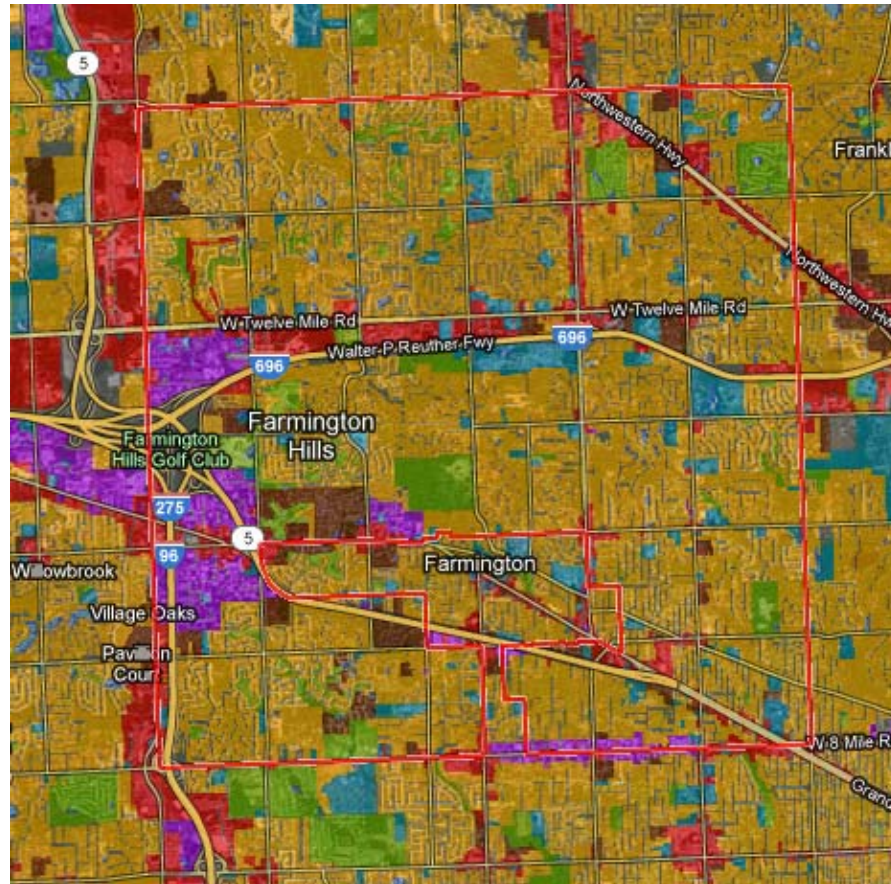 5
Northwestern Hwy
Frankl
Northwestern Hw
W Twelve Mile Rd
W Twelve Mile Rd
696
Walter P Reuther Fwy
696
Farmington
Hills
Farmington
Hills Golf Club
275
5
96
Farmington
Willowbrook
Village Oaks
Pavillion
Court
W 8 Mile R
Grand